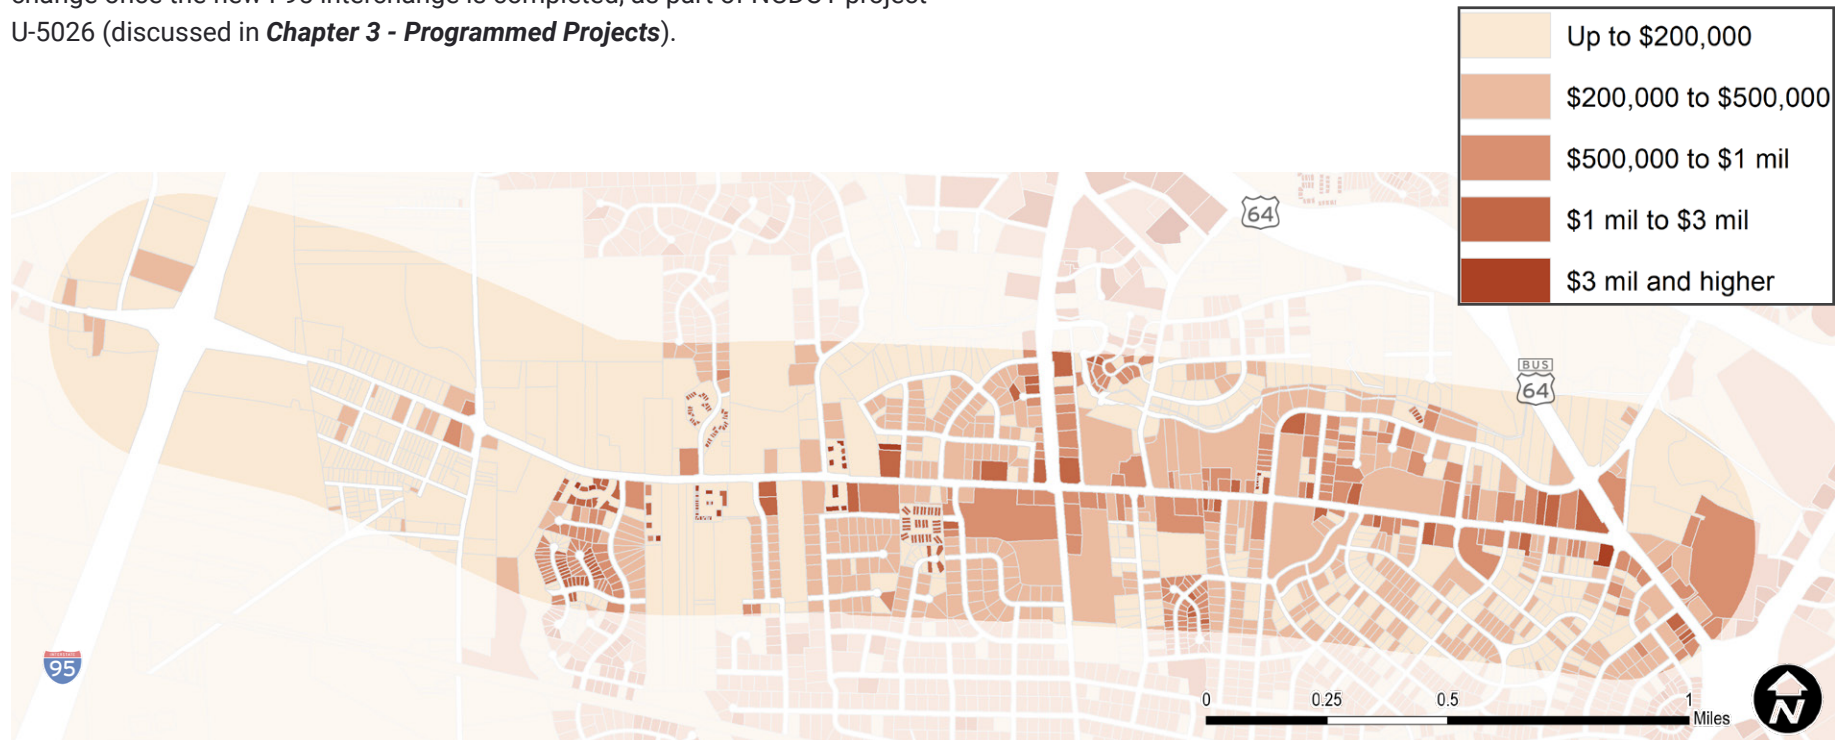 U-5026 (discussed in Chapter 3 - Programmed Projects).
Up to $200,000
$200,000 to $500,000
$500,000 to $1 mil
$1 mil to $3 mil
$3 mil and higher
64
BUS
64
INTERSTATE
95
0 0.25 0.5 1
Miles
N